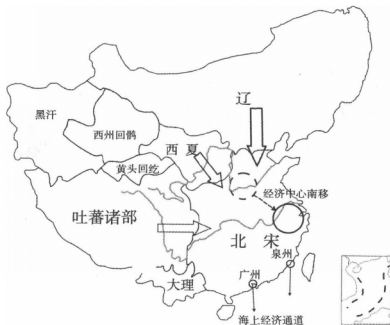 辽
黑汗
西州回鹘
西夏
黄头回纥
经济中心南移
吐蕃诸部
北宋
泉州
广州
大理
海上经济通道